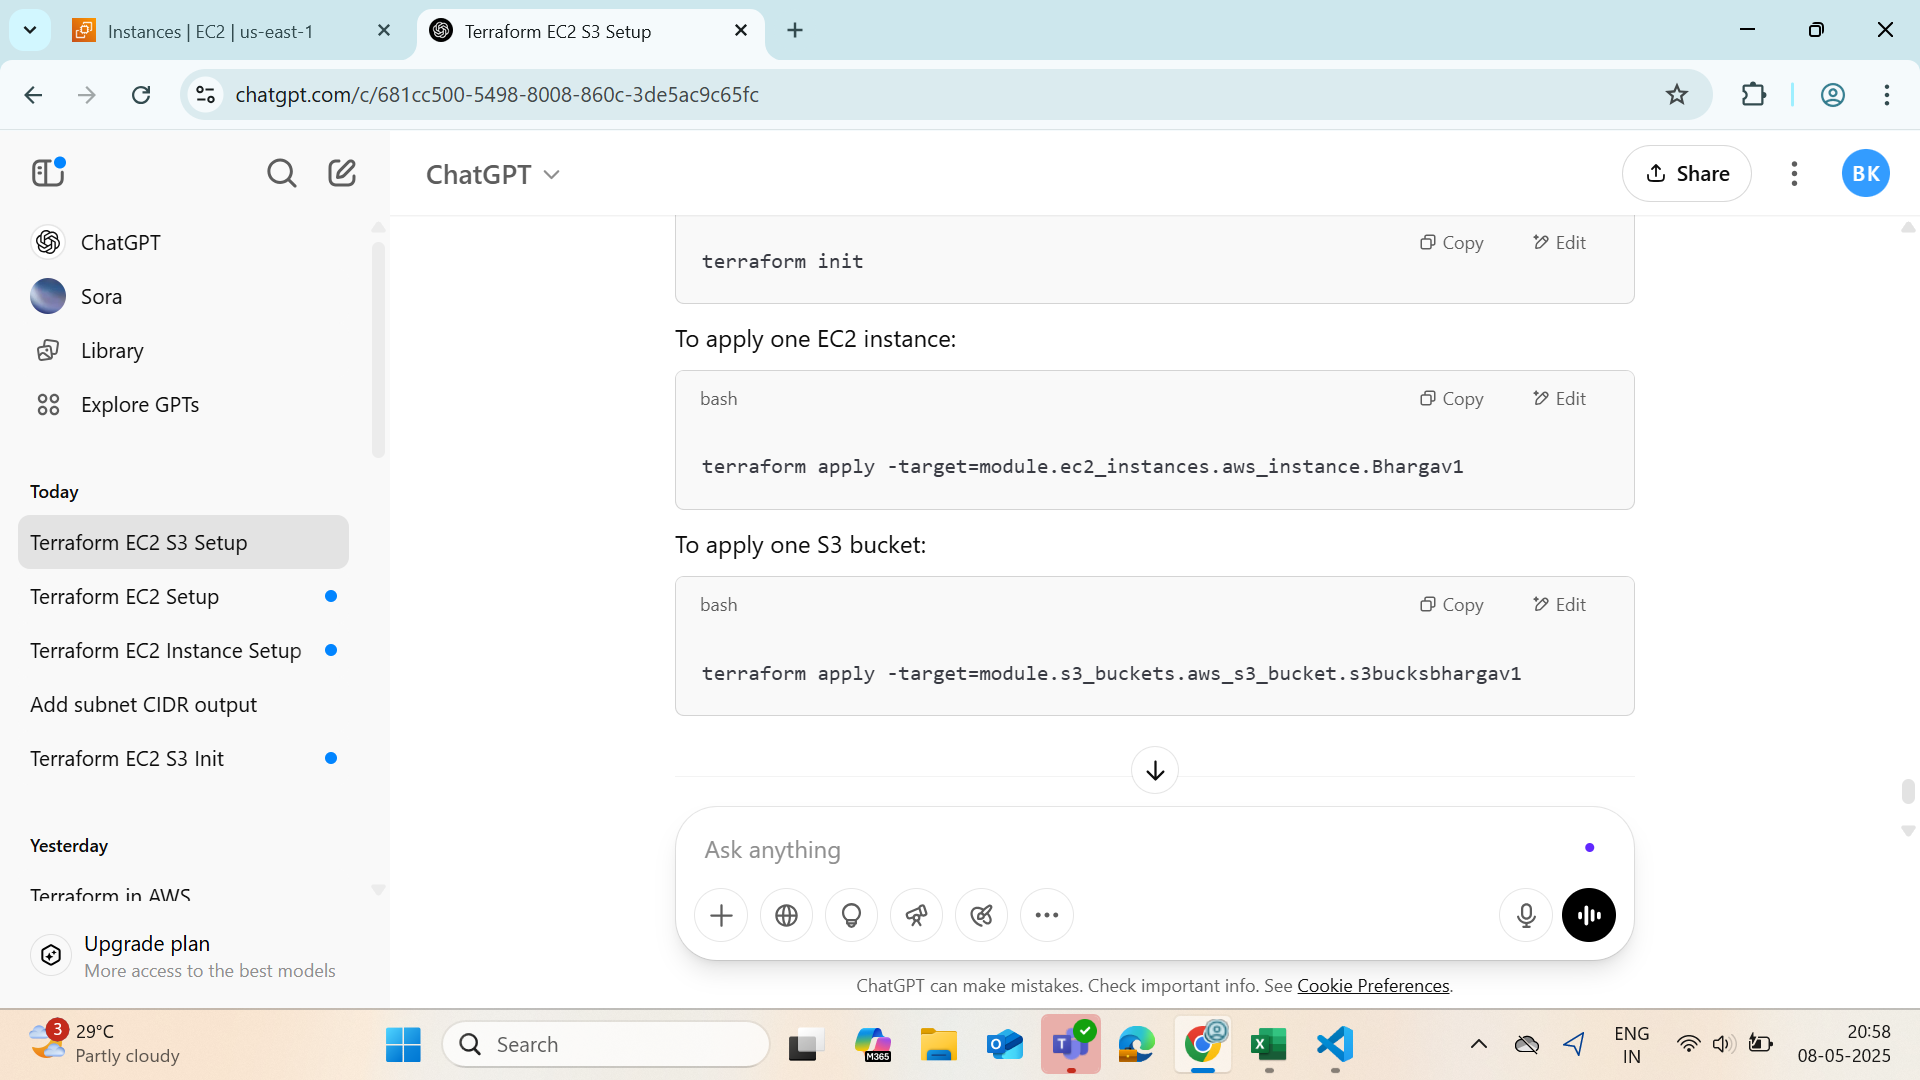 Instances | EC2 | us-east-1
Terraform EC2 S3 Setup
chatgpt.com/c/681cc500-5498-8008-860c-3de5ac9c65fc
ChatGPT
Share
BK
ChatGPT
Sora
Library
Explore GPTs
Today
Terraform EC2 S3 Setup
Terraform EC2 Setup
Terraform EC2 Instance Setup
Add subnet CIDR output
Terraform EC2 S3 Init
Yesterday
Terraform in AWS
Upgrade plan
More access to the best models
Copy
Edit
terraform init
To apply one EC2 instance:
bash
Copy
Edit
terraform apply -target=module.ec2_instances.aws_instance.Bhargav1
To apply one S3 bucket:
bash
Copy
Edit
terraform apply -target=module.s3_buckets.aws_s3_bucket.s3bucksbhargav1
Ask anything
ChatGPT can make mistakes. Check important info. See Cookie Preferences.
3
29°C
Partly cloudy
Search
M365
ENG
IN
20:58
08-05-2025